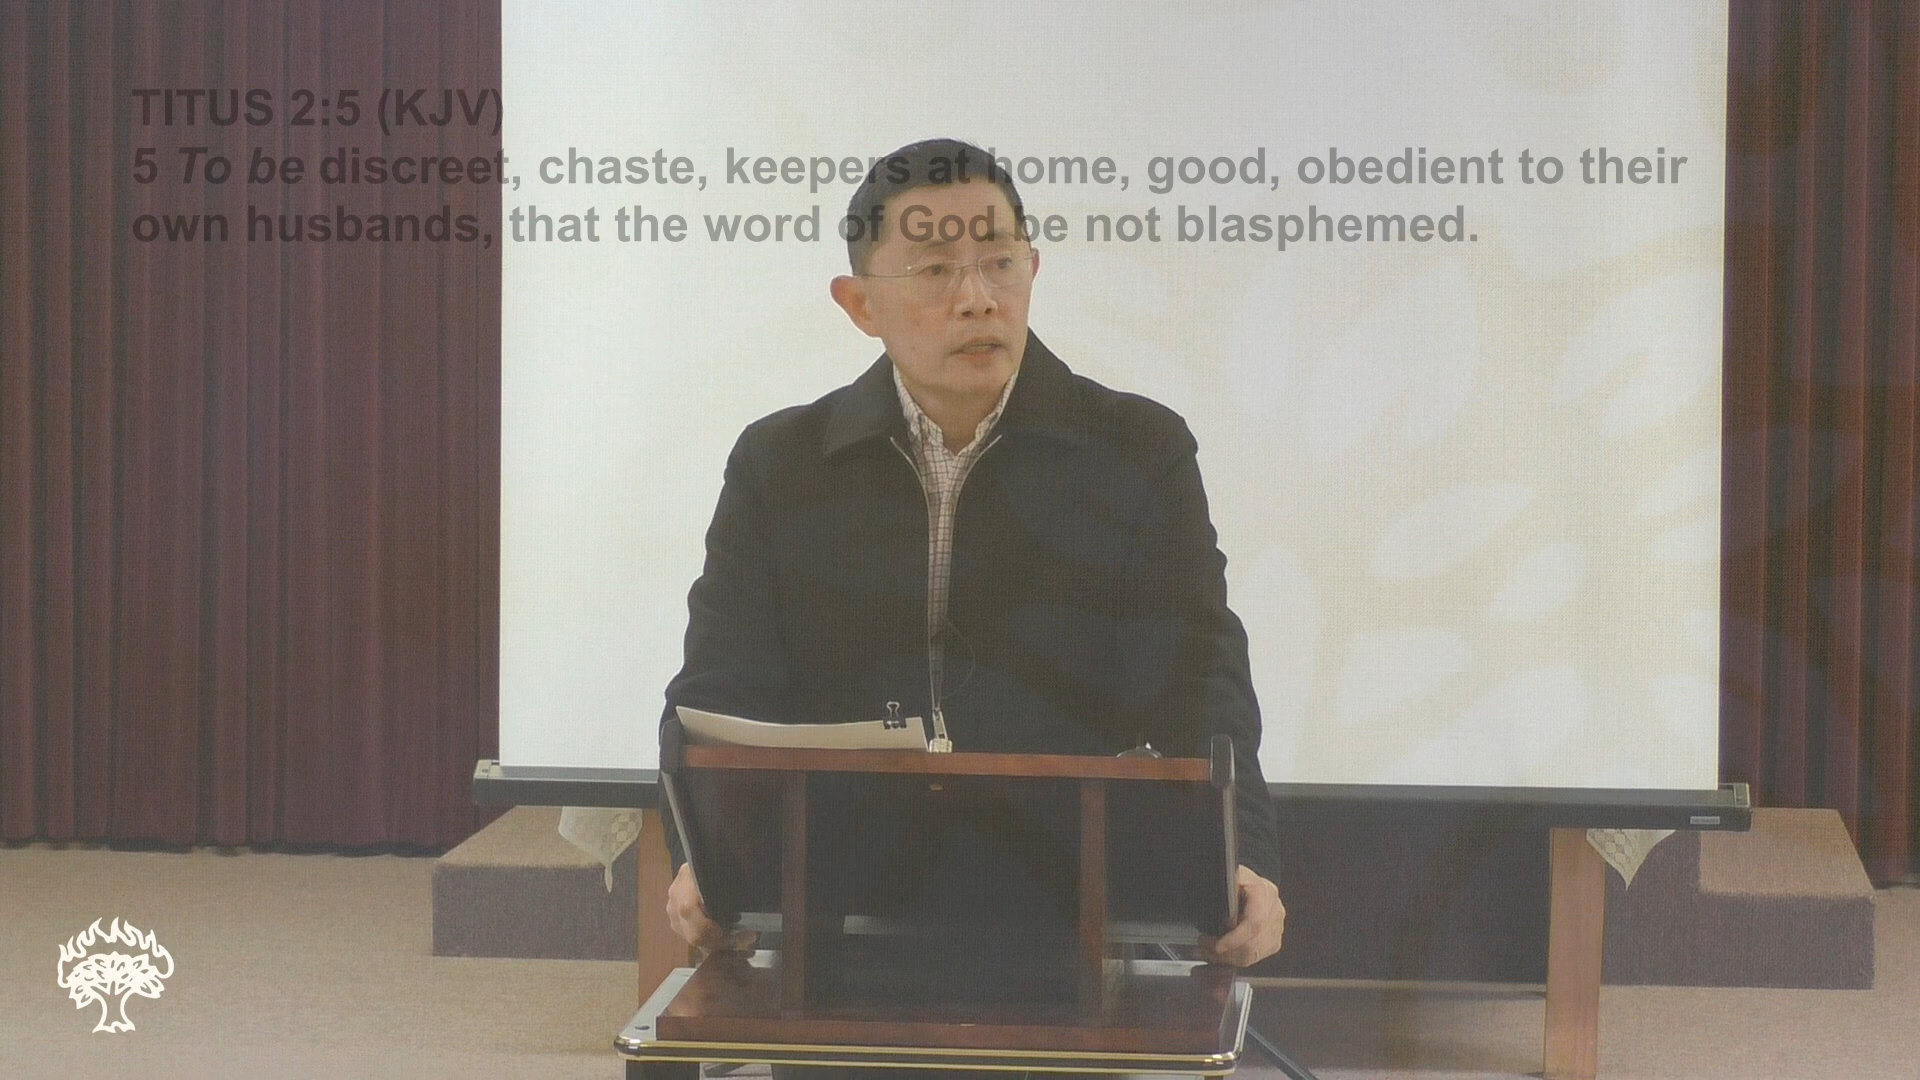 TITUS 2:5 (KJV)
5 To be discreet, chaste, keepers at home, good, obedient to their
own husbands, that the word of God be not blasphemed.